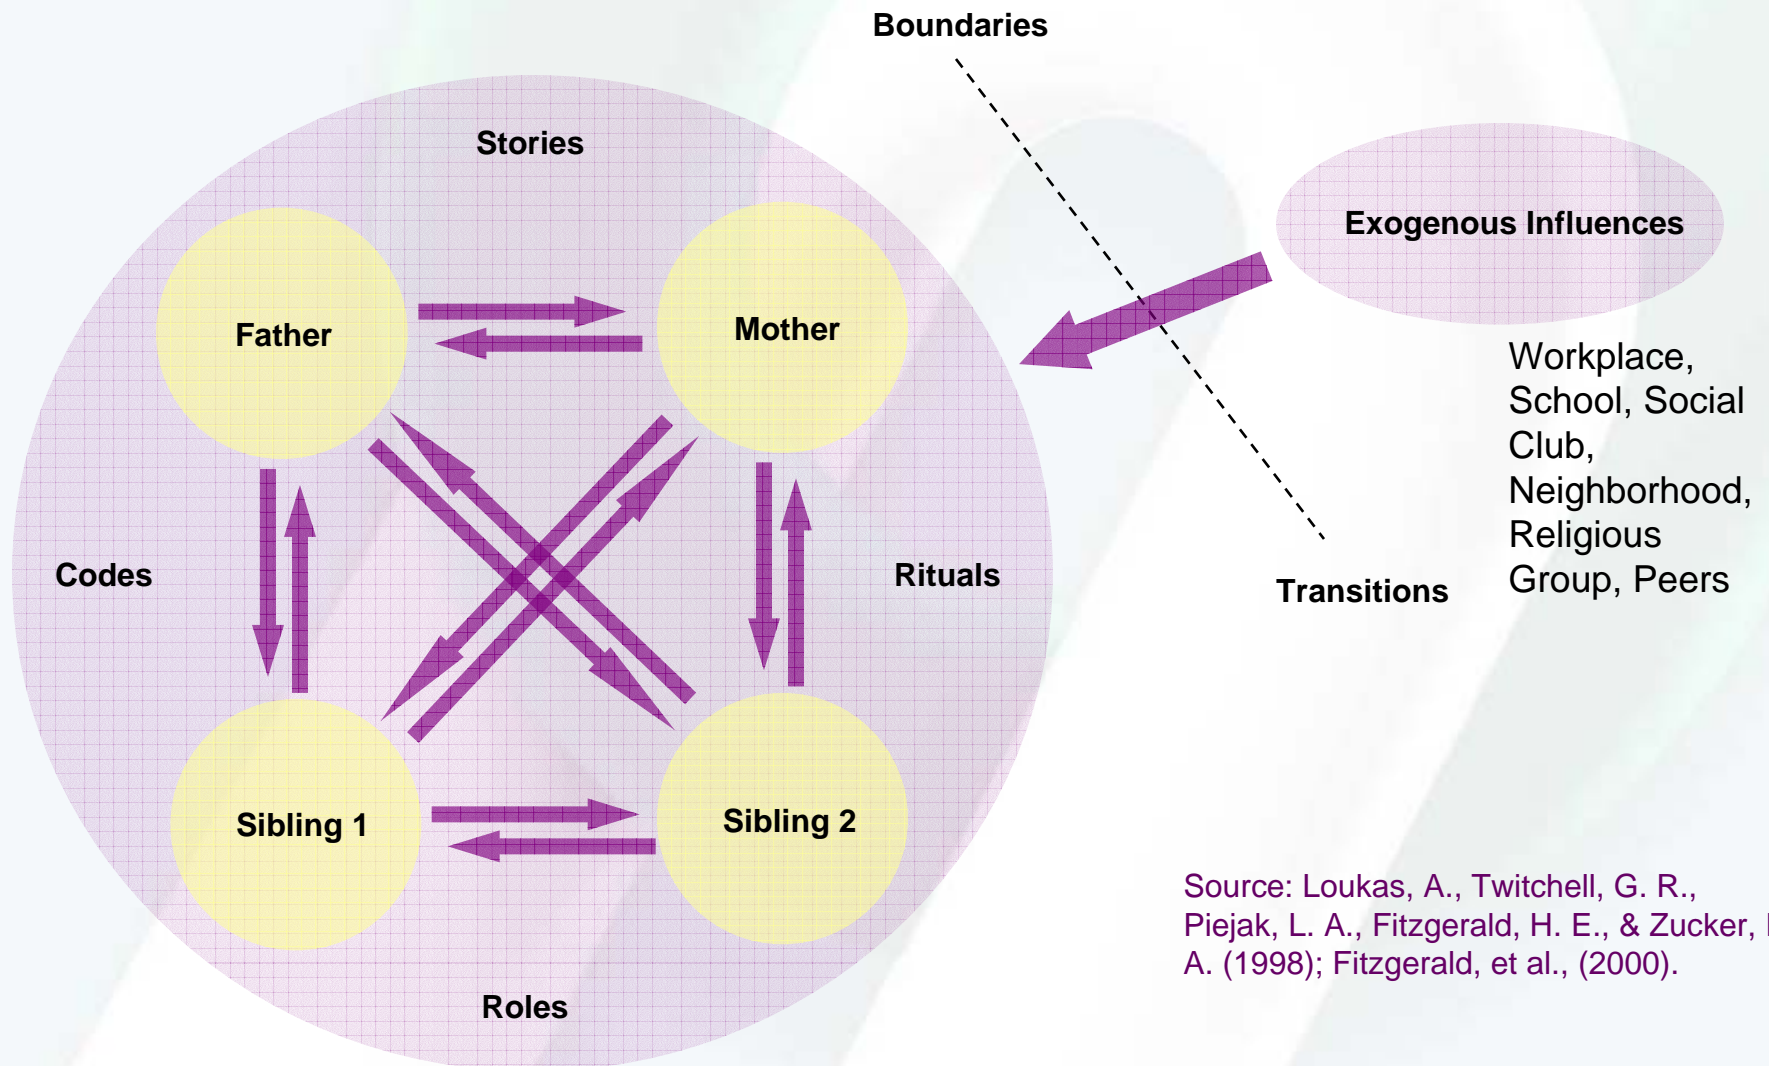 Boundaries
Stories
Exogenous Influences
Father
Mother
Workplace,
School, Social
Club,
Neighborhood,
Religious
Group, Peers
Codes
Rituals
Transitions
Sibling 1
Sibling 2
Source: Loukas, A., Twitchell, G. R.,
Piejak, L. A., Fitzgerald, H. E., & Zucker,
A. (1998); Fitzgerald, et al., (2000).
Roles